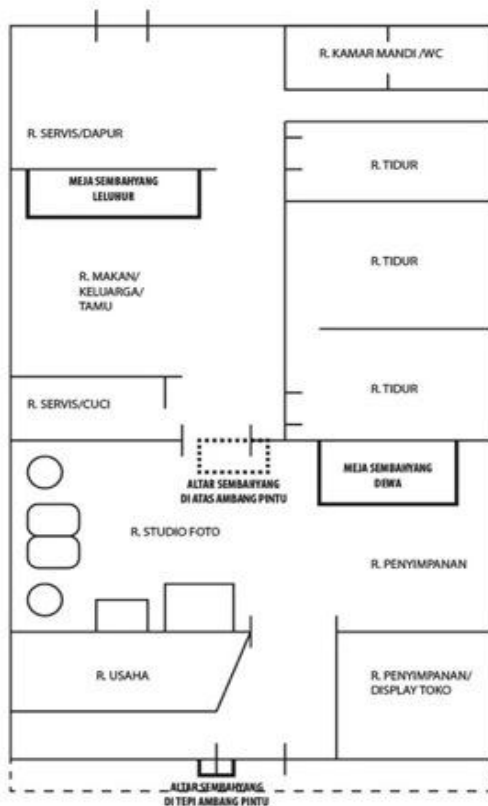 R. KAMAR MANDI /WC
R. SERVIS/DAPUR
R. TIDUR
MEJA SEMBAHYANG
LELUHUR
R. TIDUR
R. MAKAN/
KELUARGA/
TAMU
R. TIDUR
R. SERVIS/CUCI
MEJA SEMBAHYANG
DEWA
ALTAR SEMBAHYANG
DI ATAS AMBANG PINTU
R. STUDIO FOTO
R. PENYIMPANAN
R. USAHA
R. PENYIMPANAN/
DISPLAY TOKO
ALTAR SEMBAHYANG
DI TEPI AMBANG PINTU